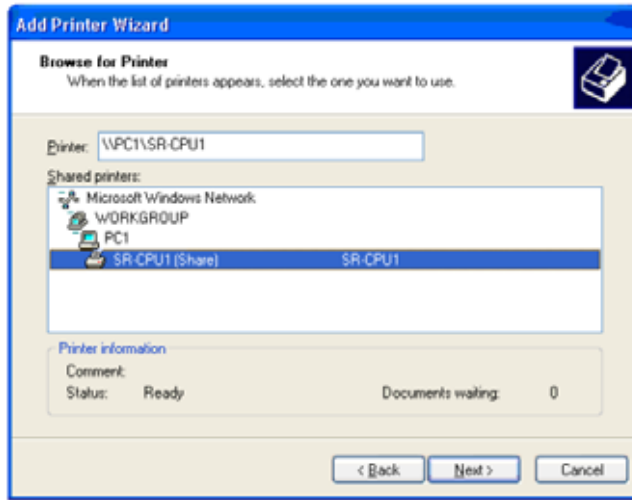 Add Printer Wizard
Browse for Printer
When the list of printers appears, select the one you want to use.
Printer: \\PC1\SR-CPU1
Shared printers:
Microsoft Windows Network
WORKGROUP
PC1
SR-CPU1 (Share) SR-CPU1
Printer information
Comment:
Status: Ready Documents waiting: 0
< Back Next > Cancel